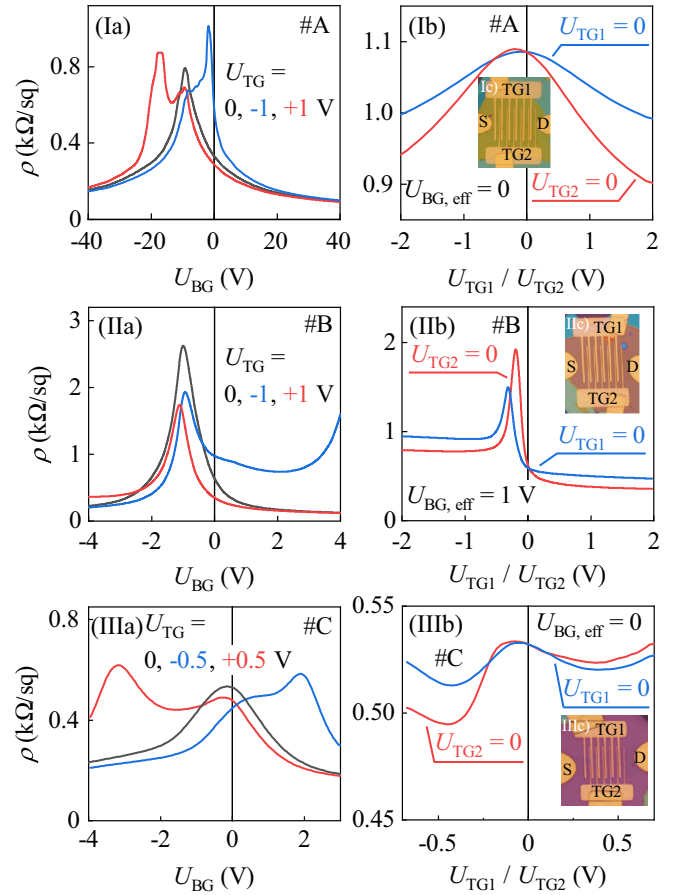 (Ia) #A
U_TG =
0, -1, +1 V
ρ (kΩ/sq)
0.8
0.4
0
-40 -20 0 20 40
U_BG (V)
(Ib) #A
U_TG1 = 0
1.1
1.0
0.9
Ic)
TG1
S D
TG2
U_BG, eff = 0
U_TG2 = 0
-2 -1 0 1 2
U_TG1 / U_TG2 (V)
(IIa) #B
U_TG =
0, -1, +1 V
ρ (kΩ/sq)
3
2
1
0
-4 -2 0 2 4
U_BG (V)
(IIb) #B
U_TG2 = 0
2
1
0
IIc)
TG1
S D
TG2
U_TG1 = 0
U_BG, eff = 1 V
-2 -1 0 1 2
U_TG1 / U_TG2 (V)
(IIIa) U_TG = #C
0, -0.5, +0.5 V
ρ (kΩ/sq)
0.8
0.4
0
-4 -2 0 2
U_BG (V)
(IIIb) U_BG, eff = 0
#C
0.55
0.50
0.45
U_TG1 = 0
U_TG2 = 0
IIIc)
TG1
S D
TG2
-0.5 0.0 0.5
U_TG1 / U_TG2 (V)